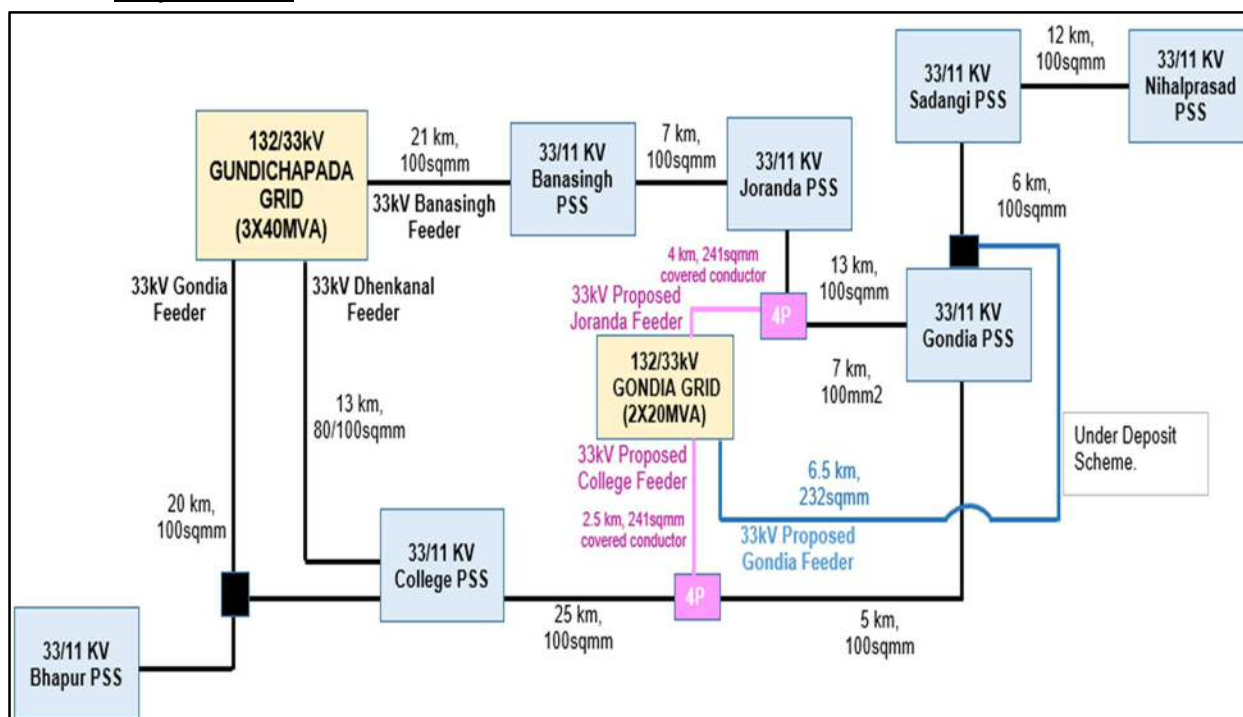 12 km,
100sqmm
33/11 KV
Sadangi PSS
33/11 KV
Nihalprasad
PSS
132/33kV
GUNDICHAPADA
GRID
(3X40MVA)
21 km,
100sqmm
33kV Banasingh
Feeder
33/11 KV
Banasingh
PSS
7 km,
100sqmm
33/11 KV
Joranda PSS
6 km,
100sqmm
33kV Gondia
Feeder
33kV Dhenkanal
Feeder
4 km, 241sqmm
covered conductor
33kV Proposed
Joranda Feeder
4P
13 km,
100sqmm
7 km,
100mm2
33/11 KV
Gondia PSS
132/33kV
GONDIA GRID
(2X20MVA)
13 km,
80/100sqmm
33kV Proposed
College Feeder
2.5 km, 241sqmm
covered conductor
6.5 km,
232sqmm
33kV Proposed
Gondia Feeder
Under Deposit
Scheme.
20 km,
100sqmm
33/11 KV
College PSS
4P
25 km,
100sqmm
5 km,
100sqmm
33/11 KV
Bhapur PSS